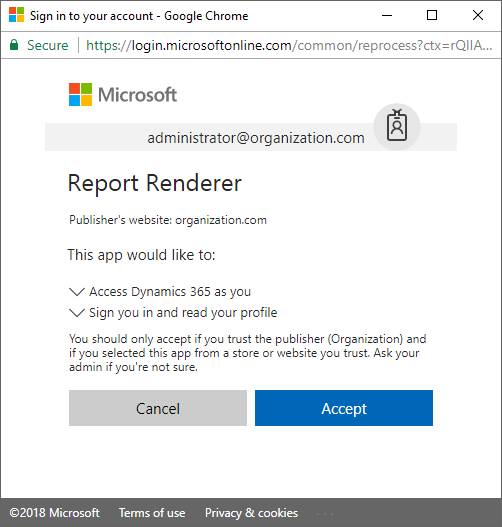 Sign in to your account - Google Chrome
Secure https://login.microsoftonline.com/common/reprocess?ctx=rQIIA...
Microsoft
administrator@organization.com
Report Renderer
Publisher's website: organization.com
This app would like to:
Access Dynamics 365 as you
Sign you in and read your profile
You should only accept if you trust the publisher (Organization) and
if you selected this app from a store or website you trust. Ask your
admin if you're not sure.
Cancel Accept
©2018 Microsoft Terms of use Privacy & cookies ...